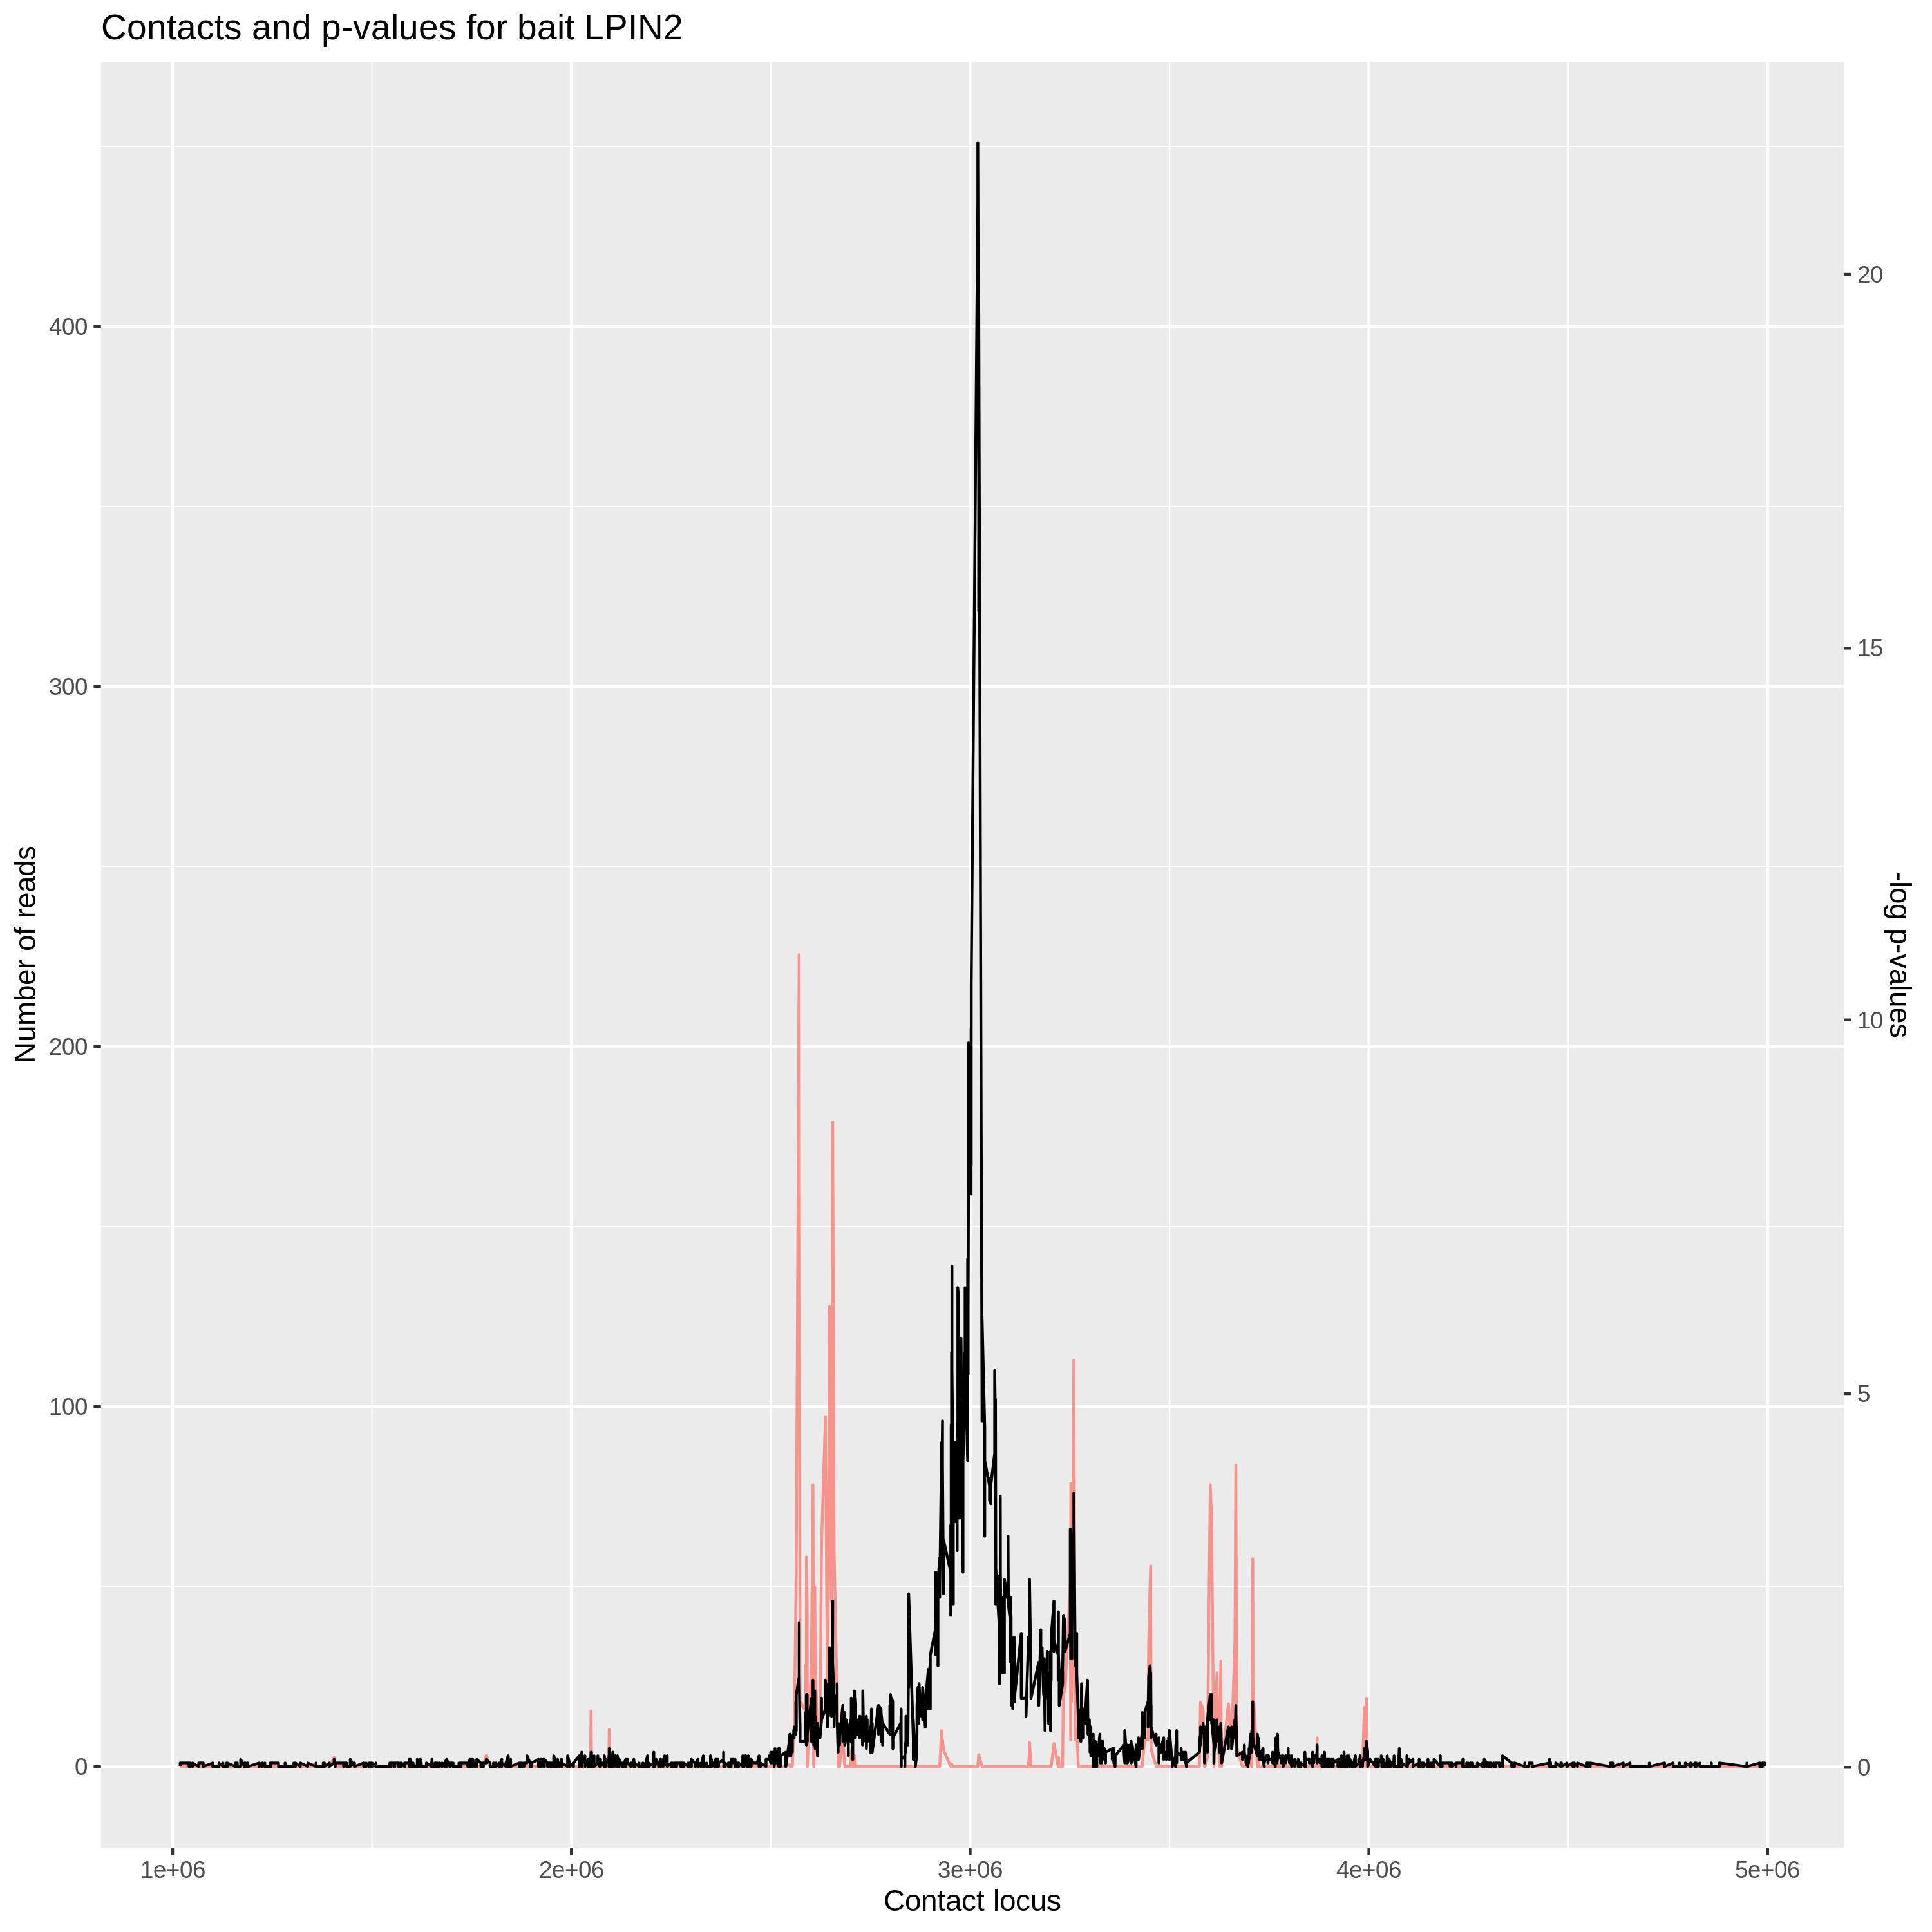 Contacts and p-values for bait LPIN2
Number of reads
400
300
200
100
0
20
15
10
5
0
-log p-values
1e+06
2e+06
3e+06
4e+06
5e+06
Contact locus